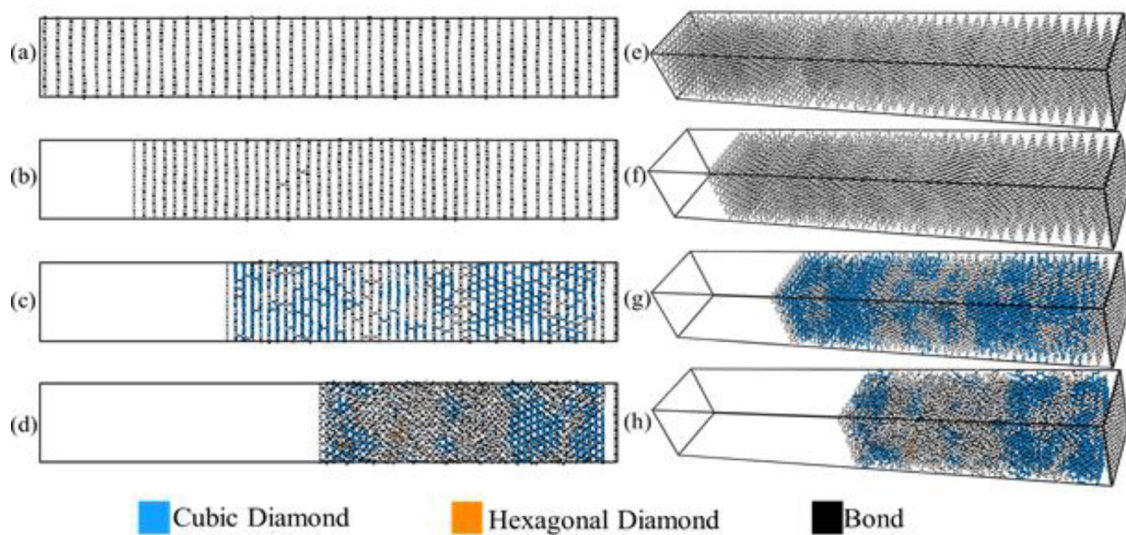 (a)
(e)
(b)
(f)
(c)
(g)
(d)
(h)
Cubic Diamond
Hexagonal Diamond
Bond